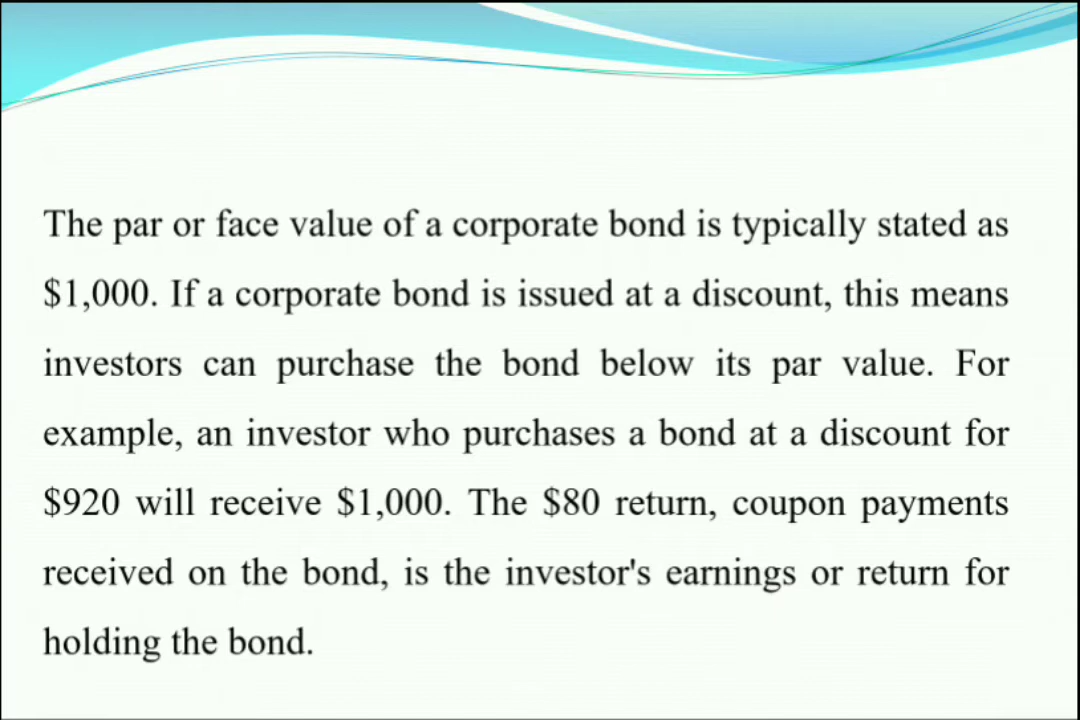 The par or face value of a corporate bond is typically stated as
$1,000. If a corporate bond is issued at a discount, this means
investors can purchase the bond below its par value. For
example, an investor who purchases a bond at a discount for
$920 will receive $1,000. The $80 return, coupon payments
received on the bond, is the investor's earnings or return for
holding the bond.